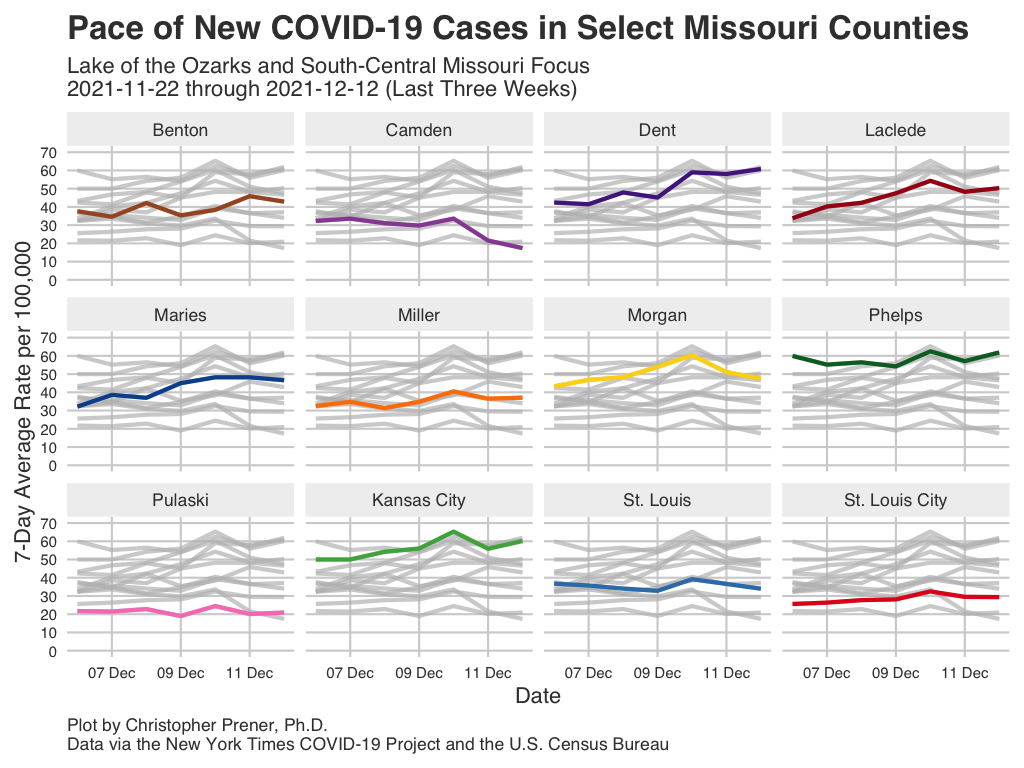 Pace of New COVID-19 Cases in Select Missouri Counties
Lake of the Ozarks and South-Central Missouri Focus
2021-11-22 through 2021-12-12 (Last Three Weeks)
Benton Camden Dent Laclede
70
60
50
40
30
20
10
0
Maries Miller Morgan Phelps
70
60
50
40
30
20
10
0
Pulaski Kansas City St. Louis St. Louis City
70
60
50
40
30
20
10
0
7-Day Average Rate per 100,000
07 Dec 09 Dec 11 Dec 07 Dec 09 Dec 11 Dec 07 Dec 09 Dec 11 Dec 07 Dec 09 Dec 11 Dec
Date
Plot by Christopher Prener, Ph.D.
Data via the New York Times COVID-19 Project and the U.S. Census Bureau